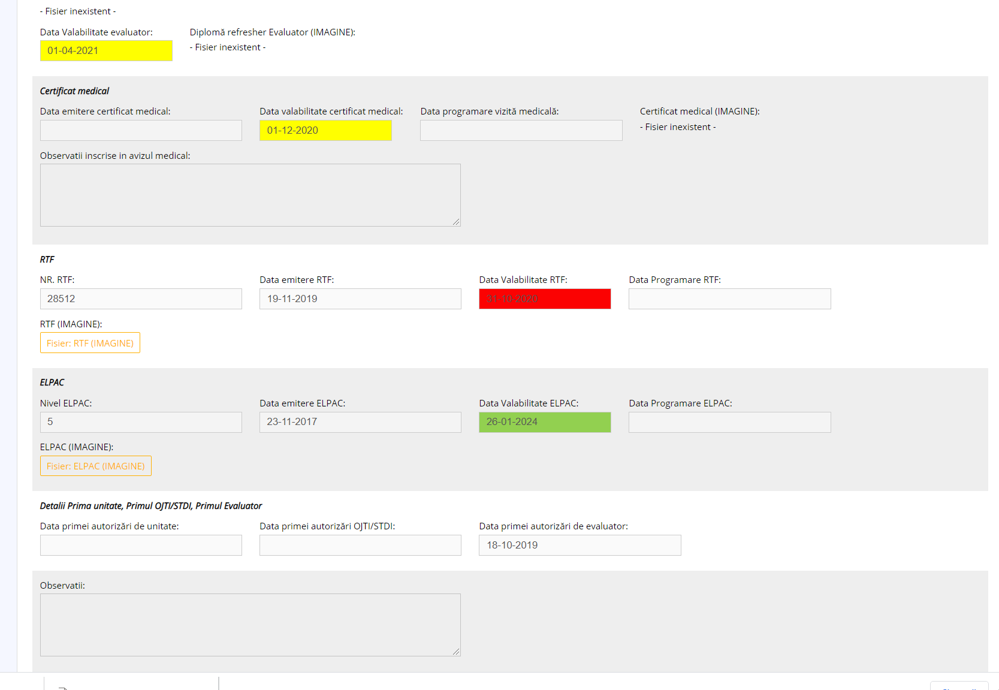 - Fisier inexistent -
Data Valabilitate evaluator: Diplomă refresher Evaluator (IMAGINE):
01-04-2021 - Fisier inexistent -
Certificat medical
Data emitere certificat medical: Data valabilitate certificat medical: Data programare vizită medicală: Certificat medical (IMAGINE):
01-12-2020 - Fisier inexistent -
Observatii inscrise in avizul medical:
RTF
NR. RTF: Data emitere RTF: Data Valabilitate RTF: Data Programare RTF:
28512 19-11-2019 31-10-2020
RTF (IMAGINE):
Fisier: RTF (IMAGINE)
ELPAC
Nivel ELPAC: Data emitere ELPAC: Data Valabilitate ELPAC: Data Programare ELPAC:
5 23-11-2017 26-01-2024
ELPAC (IMAGINE):
Fisier: ELPAC (IMAGINE)
Detalii Prima unitate, Primul OJTI/STDI, Primul Evaluator
Data primei autorizări de unitate: Data primei autorizări OJTI/STDI: Data primei autorizări de evaluator:
18-10-2019
Observatii: